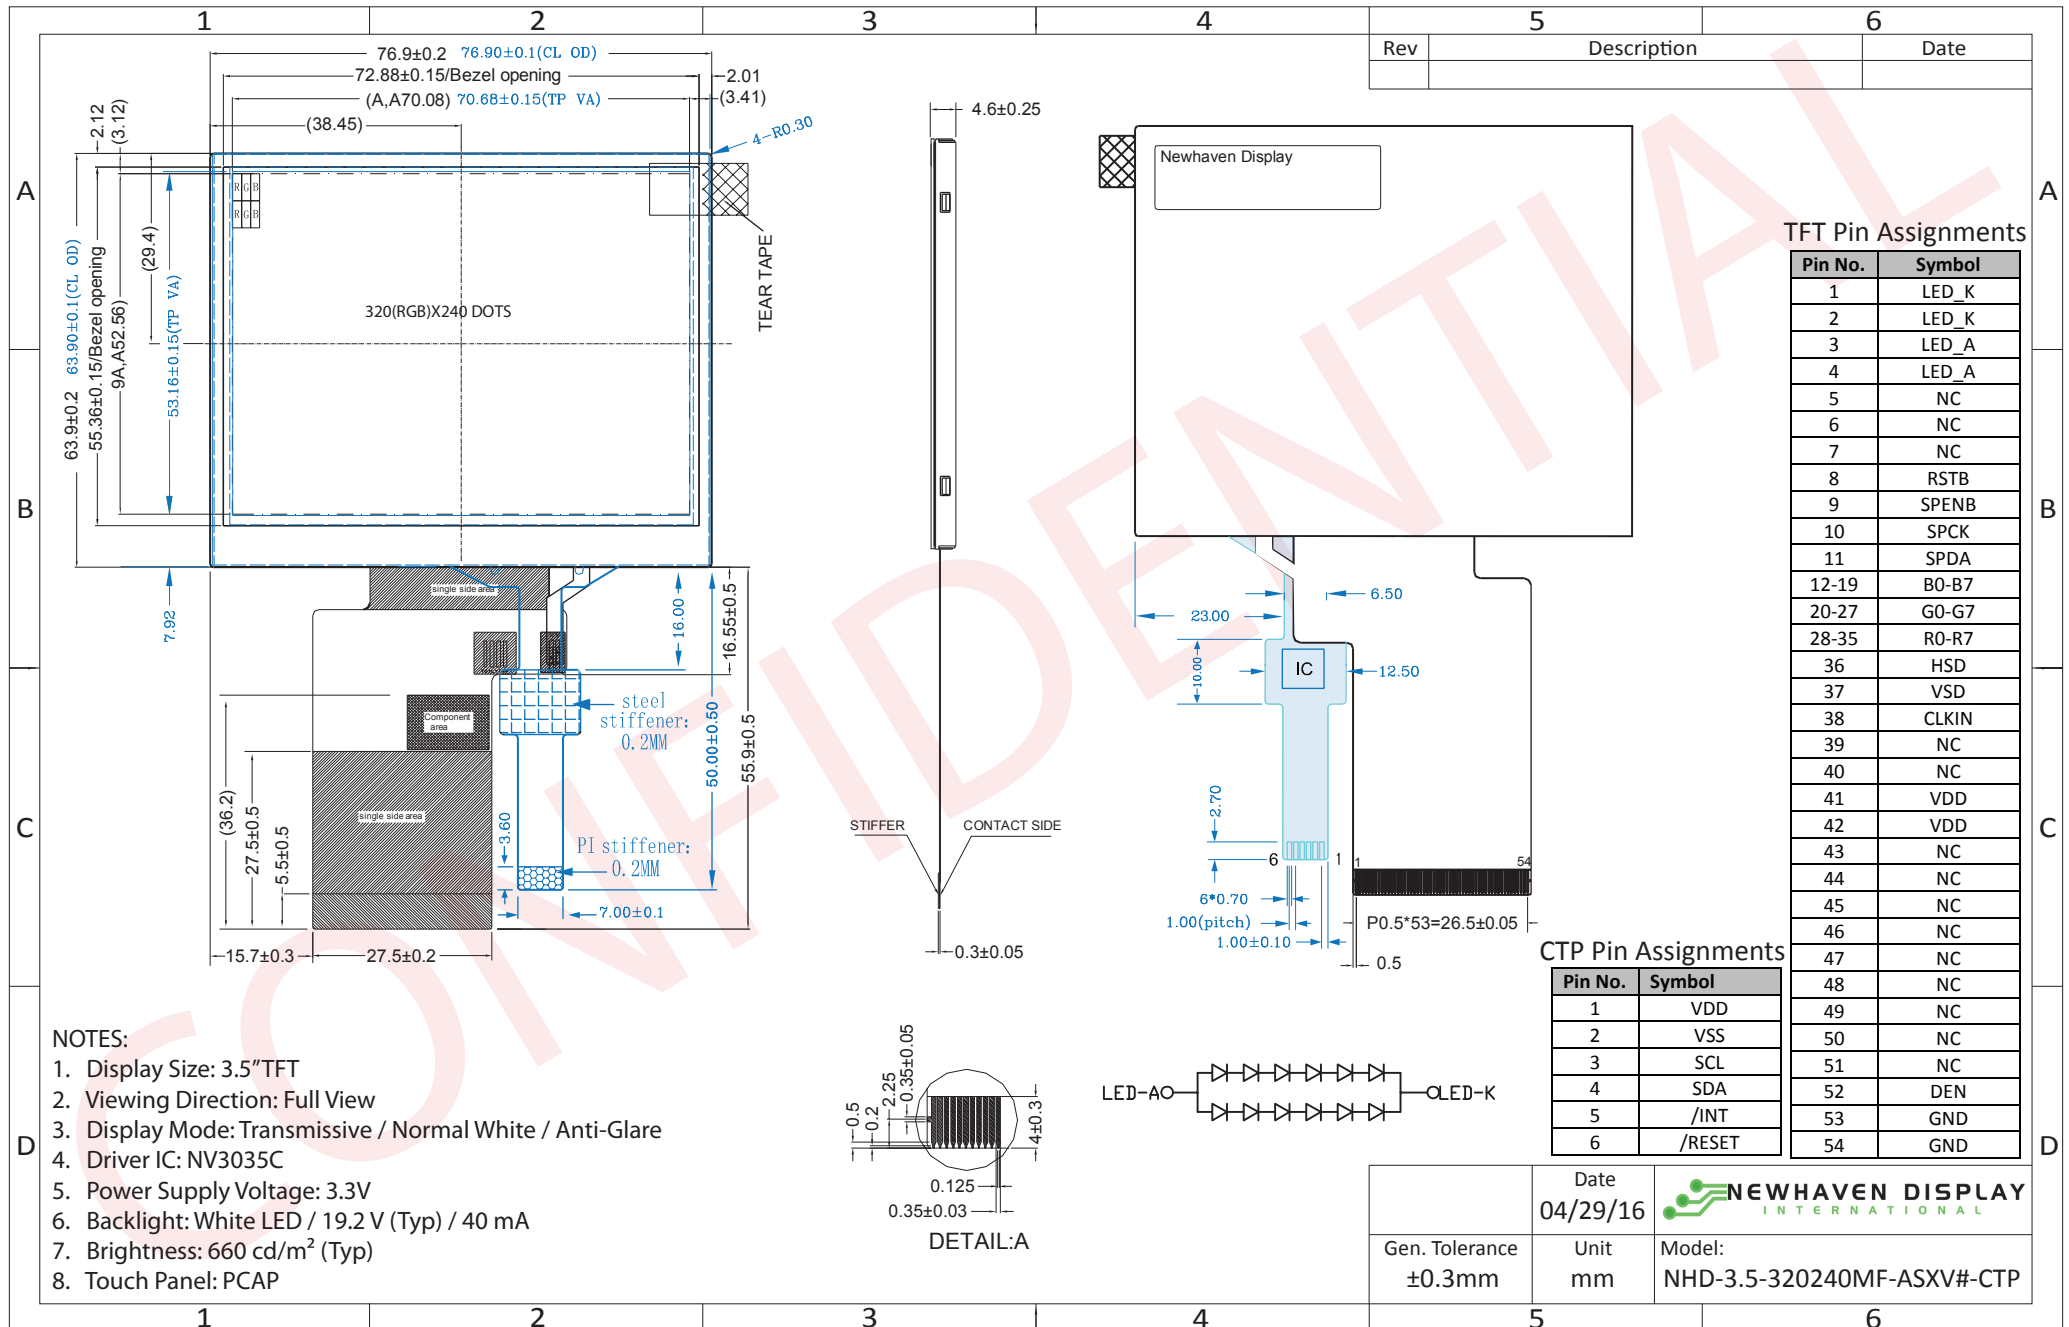 1 2 3 4 5 6
Rev Description Date
A
B
C
D
76.9±0.2 76.90±0.1(CL OD)
72.88±0.15/Bezel opening
2.01
(A,A70.08) 70.68±0.15(TP VA)
(3.41)
(38.45)
4-R0.30
2.12
(3.12)
63.9±0.2 63.90±0.1(CL OD)
55.36±0.15/Bezel opening
9A,A52.56)
(29.4)
53.16±0.15(TP VA)
R G B
R G B
320(RGB)X240 DOTS
TEAR TAPE
7.92
single side area
16.00
16.55±0.5
steel
stiffener:
0.2MM
Component
area
50.00±0.50
55.9±0.5
(36.2)
27.5±0.5
5.5±0.5
single side area
3.60
PI stiffener:
0.2MM
7.00±0.1
15.7±0.3
27.5±0.2
4.6±0.25
STIFFER
CONTACT SIDE
0.3±0.05
Newhaven Display
6.50
23.00
10.00
IC
12.50
2.70
6
1
1
54
6*0.70
1.00(pitch)
1.00±0.10
P0.5*53=26.5±0.05
0.5
TFT Pin Assignments
Pin No. Symbol
1 LED_K
2 LED_K
3 LED_A
4 LED_A
5 NC
6 NC
7 NC
8 RSTB
9 SPENB
10 SPCK
11 SPDA
12-19 B0-B7
20-27 G0-G7
28-35 R0-R7
36 HSD
37 VSD
38 CLKIN
39 NC
40 NC
41 VDD
42 VDD
43 NC
44 NC
45 NC
46 NC
47 NC
48 NC
49 NC
50 NC
51 NC
52 DEN
53 GND
54 GND
CTP Pin Assignments
Pin No. Symbol
1 VDD
2 VSS
3 SCL
4 SDA
5 /INT
6 /RESET
NOTES:
1. Display Size: 3.5"TFT
2. Viewing Direction: Full View
3. Display Mode: Transmissive / Normal White / Anti-Glare
4. Driver IC: NV3035C
5. Power Supply Voltage: 3.3V
6. Backlight: White LED / 19.2 V (Typ) / 40 mA
7. Brightness: 660 cd/m² (Typ)
8. Touch Panel: PCAP
0.5
0.2
2.25
0.35±0.05
4±0.3
0.125
0.35±0.03
DETAIL:A
LED-A
LED-K
Date
04/29/16
NEWHAVEN DISPLAY
INTERNATIONAL
Gen. Tolerance
±0.3mm
Unit
mm
Model:
NHD-3.5-320240MF-ASXV#-CTP
A
B
C
D
1 2 3 4 5 6
CONFIDENTIAL